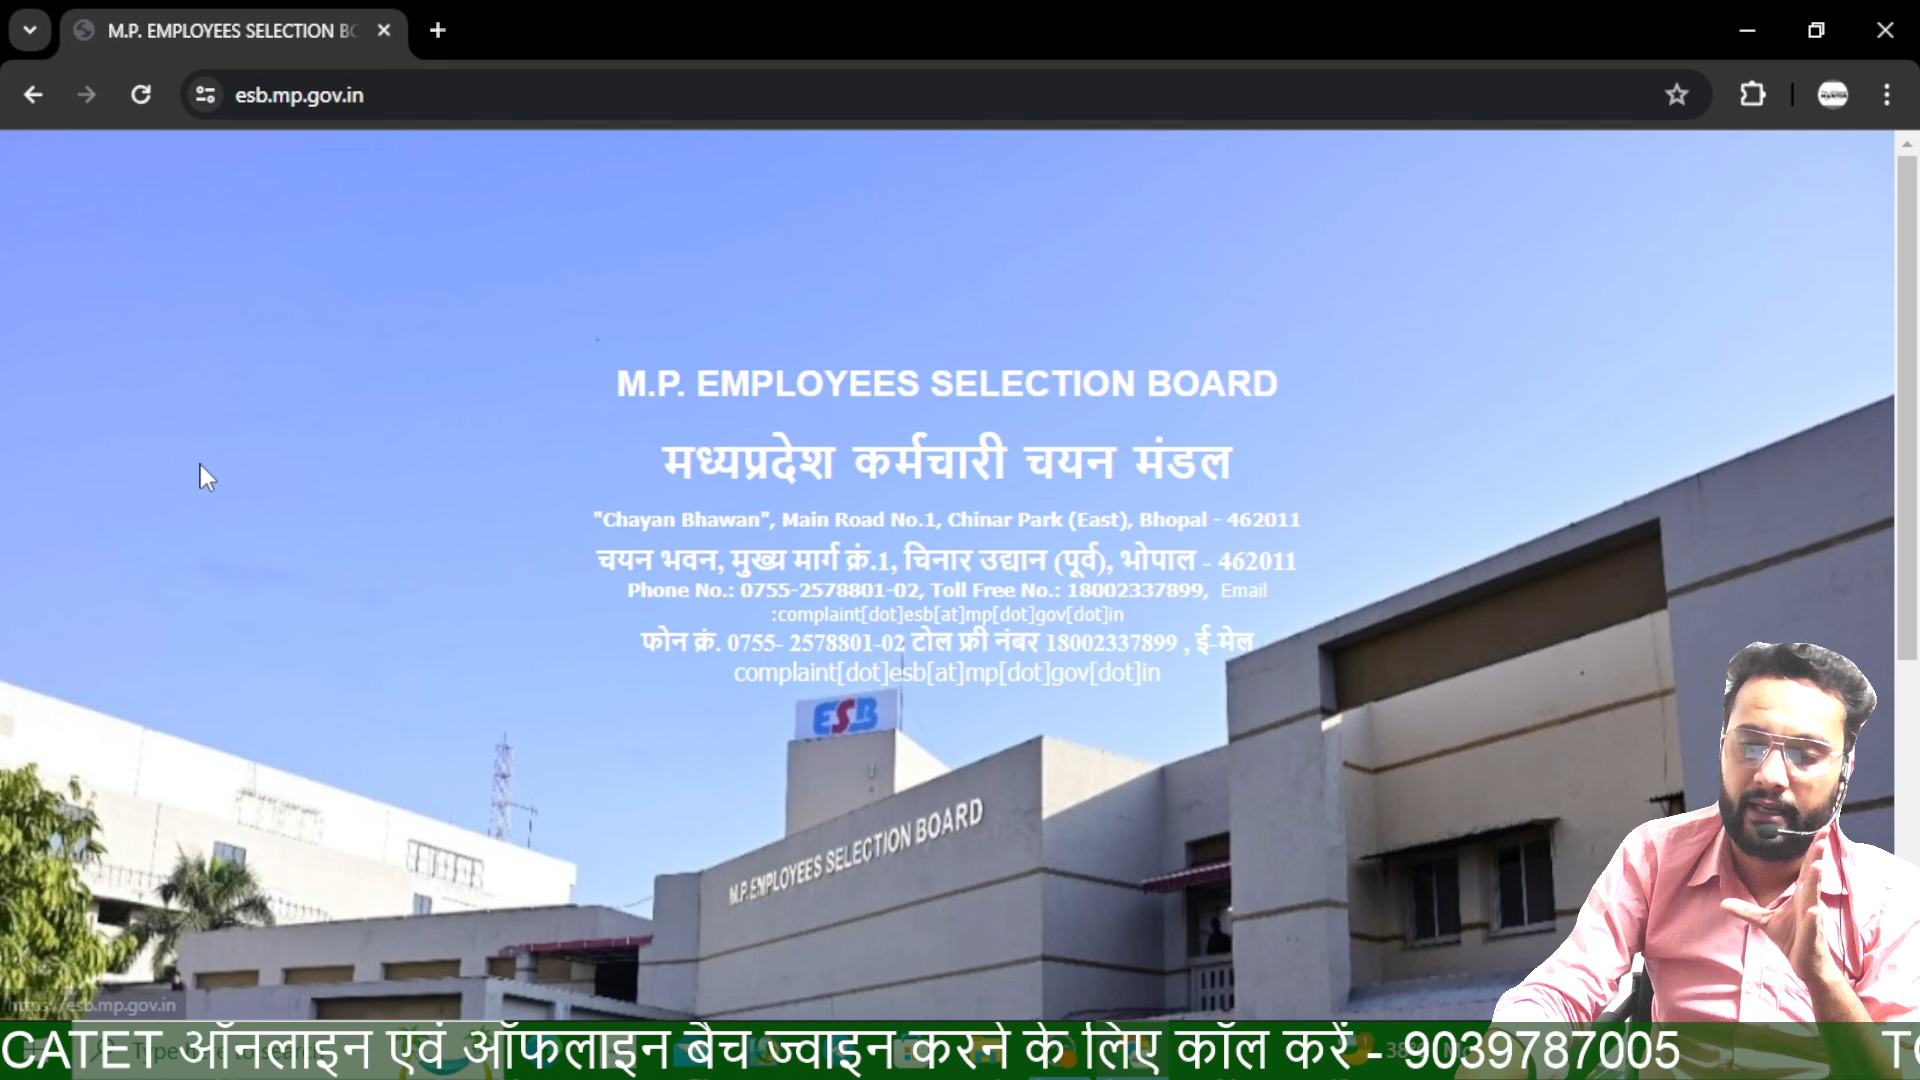 M.P. EMPLOYEES SELECTION BO
esb.mp.gov.in
M.P. EMPLOYEES SELECTION BOARD
मध्यप्रदेश कर्मचारी चयन मंडल
"Chayan Bhawan", Main Road No.1, Chinar Park (East), Bhopal - 462011
चयन भवन, मुख्य मार्ग क्रं.1, चिनार उद्यान (पूर्व), भोपाल - 462011
Phone No.: 0755-2578801-02, Toll Free No.: 18002337899, Email
:complaint[dot]esb[at]mp[dot]gov[dot]in
फोन क्रं. 0755- 2578801-02 टोल फ्री नंबर 18002337899 , ई-मेल
complaint[dot]esb[at]mp[dot]gov[dot]in
ESB
M.P.EMPLOYEES SELECTION BOARD
https://esb.mp.gov.in
CATET ऑनलाइन एवं ऑफलाइन बैच ज्वाइन करने के लिए कॉल करें - 9039787005